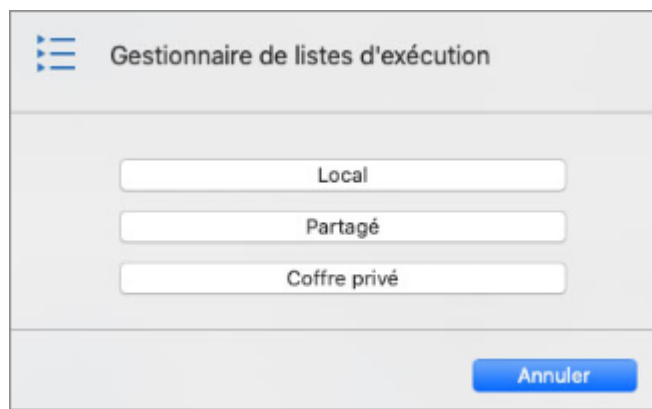 Gestionnaire de listes d'exécution
Local
Partagé
Coffre privé
Annuler